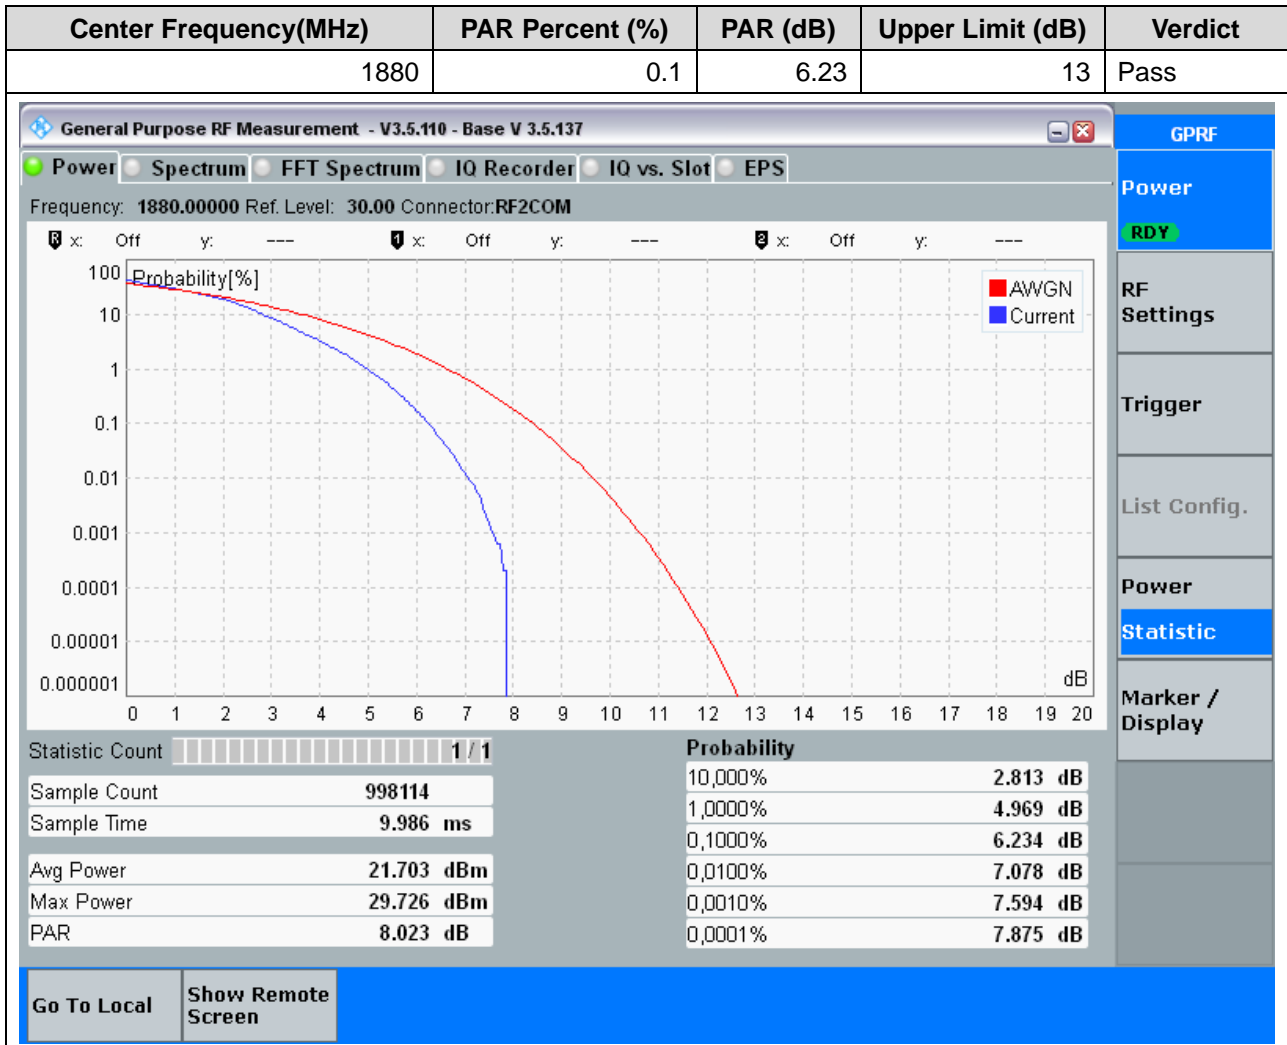 Center Frequency(MHz) PAR Percent (%) PAR (dB) Upper Limit (dB) Verdict
1880 0.1 6.23 13 Pass
General Purpose RF Measurement - V3.5.110 - Base V 3.5.137
GPRF
Power Spectrum FFT Spectrum IQ Recorder IQ vs. Slot EPS
Power
RDY
Frequency: 1880.00000 Ref. Level: 30.00 Connector:RF2COM
R x: Off y: --- 1 x: Off y: --- 2 x: Off y: ---
Probability[%]
100
10
1
0.1
0.01
0.001
0.0001
0.00001
0.000001
AWGN
Current
dB
0 1 2 3 4 5 6 7 8 9 10 11 12 13 14 15 16 17 18 19 20
RF
Settings
Trigger
List Config.
Power
Statistic
Marker /
Display
Statistic Count 1 / 1
Sample Count 998114
Sample Time 9.986 ms
Avg Power 21.703 dBm
Max Power 29.726 dBm
PAR 8.023 dB
Probability
10,000% 2.813 dB
1,0000% 4.969 dB
0,1000% 6.234 dB
0,0100% 7.078 dB
0,0010% 7.594 dB
0,0001% 7.875 dB
Go To Local
Show Remote
Screen